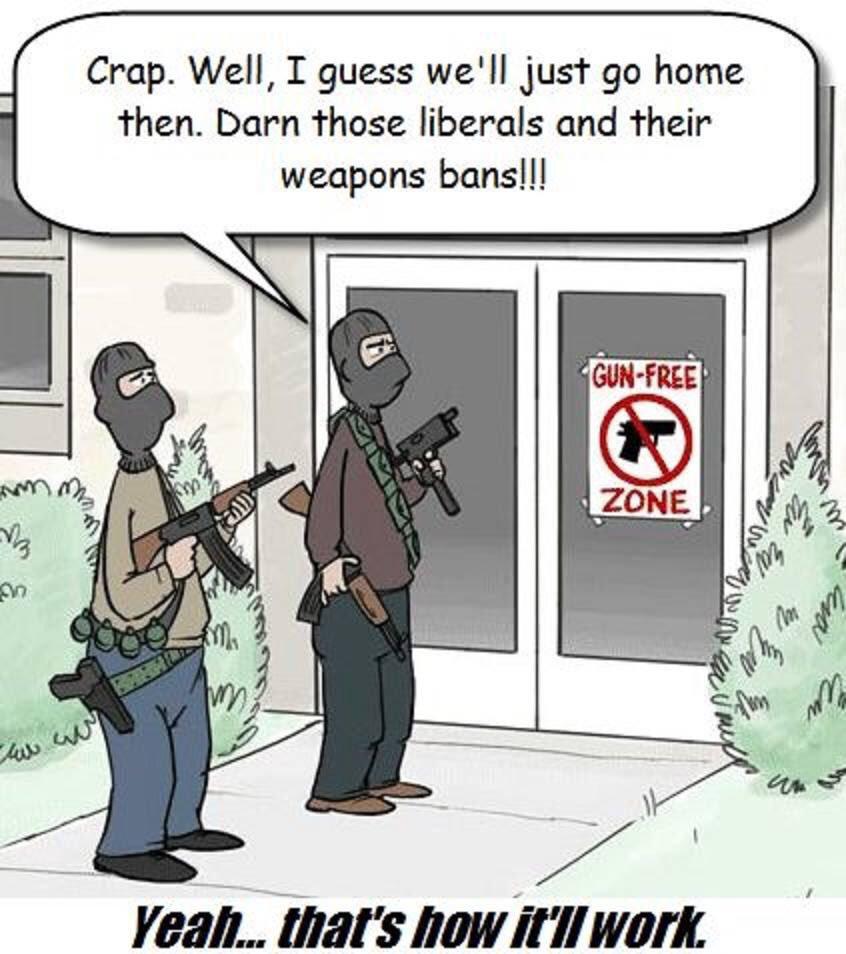 Crap. Well, I guess we'll just go home
then. Darn those liberals and their
weapons bans!!!
GUN-FREE
ZONE
Yeah... that's how it'll work.